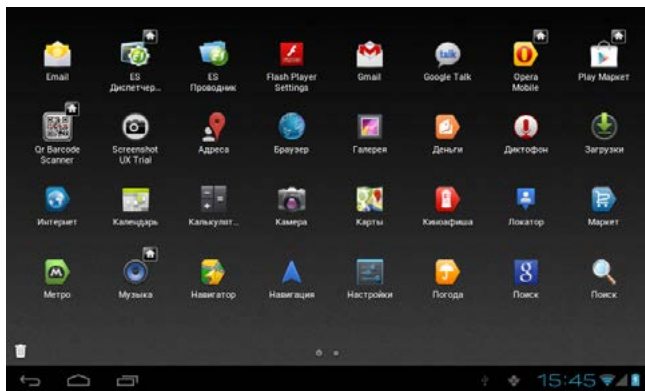 Email
ES Диспетчер...
ES Проводник
Flash Player Settings
Gmail
talk
Google Talk
Opera Mobile
Play Маркет
Qr Barcode Scanner
Screenshot UX Trial
Адреса
Браузер
Галерея
Деньги
Диктофон
Загрузки
Интернет
Календарь
Калькулят...
Камера
Карты
Киноафиша
Локатор
Маркет
Метро
Музыка
Навигатор
Навигация
Настройки
Погода
Поиск
Поиск
15:45